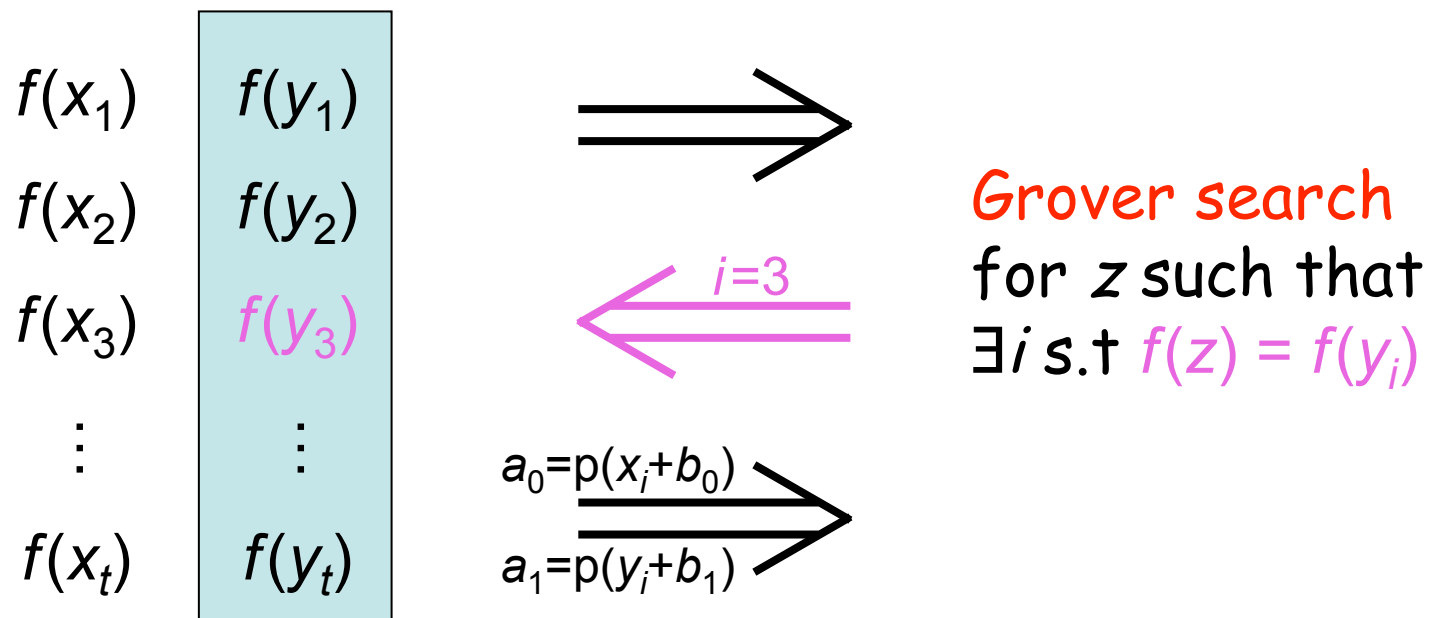 f(x₁) f(y₁)
f(x₂) f(y₂)
f(x₃) f(y₃)
⋮ ⋮
f(xₜ) f(yₜ)
i=3
a₀=p(xᵢ+b₀)
a₁=p(yᵢ+b₁)
Grover search
for z such that
∃i s.t f(z) = f(yᵢ)